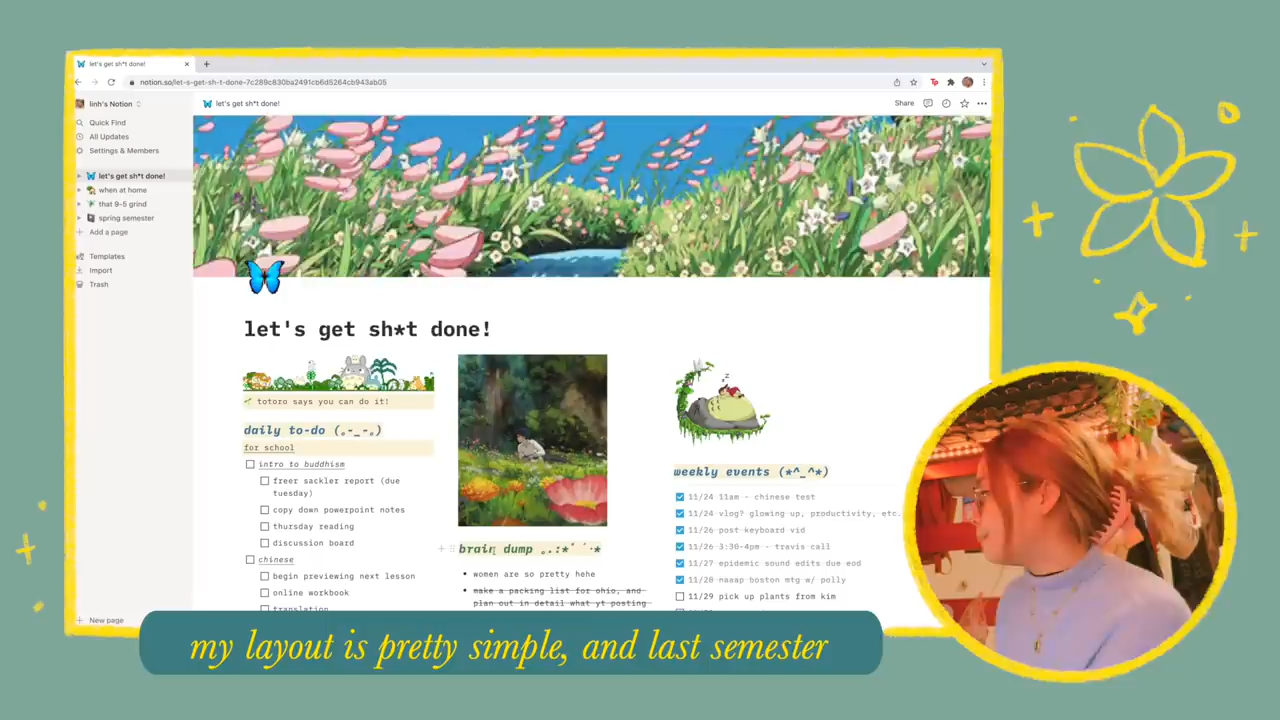 let's get sh*t done!
notion.so/let-s-get-sh-t-done-7c289c830ba2491cb6d5264cb943ab05
linh's Notion
let's get sh*t done!
Share
Quick Find
All Updates
Settings & Members
let's get sh*t done!
when at home
that 9-5 grind
spring semester
Add a page
Templates
Import
Trash
New page
let's get sh*t done!
totoro says you can do it!
daily to-do (｡-_-｡)
for school
intro to buddhism
freer sackler report (due
tuesday)
copy down powerpoint notes
thursday reading
discussion board
chinese
begin previewing next lesson
online workbook
translation
brain dump ｡.:*
women are so pretty hehe
make a packing list for ohio, and
plan out in detail what yt posting
weekly events (*^_^*)
11/24 11am - chinese test
11/24 vlog? glowing up, productivity, etc.
11/26 post keyboard vid
11/26 3:30-4pm - travis call
11/27 epidemic sound edits due eod
11/28 naaap boston mtg w/ polly
11/29 pick up plants from kim
my layout is pretty simple, and last semester